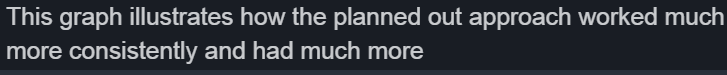 This graph illustrates how the planned out approach worked much
more consistently and had much more